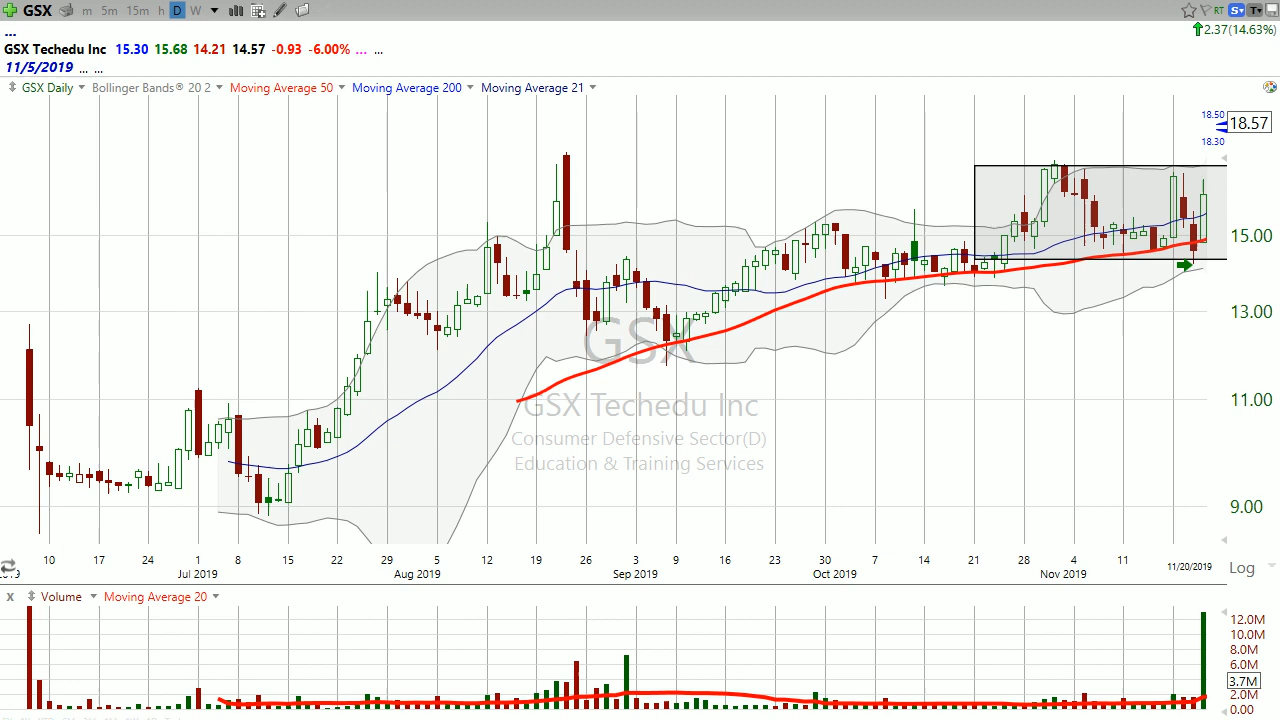 GSX m 5m 15m h D W RT S T
...
2.37(14.63%)
GSX Techedu Inc 15.30 15.68 14.21 14.57 -0.93 -6.00% ... ...
11/5/2019 ... ...
GSX Daily Bollinger Bands® 20 2 Moving Average 50 Moving Average 200 Moving Average 21
18.50
18.57
18.30
15.00
13.00
GSX
11.00
GSX Techedu Inc
Consumer Defensive Sector(D)
Education & Training Services
9.00
10 17 24 1 8 15 22 29 5 12 19 26 3 9 16 23 30 7 14 21 28 4 11 11/20/2019
Jul 2019 Aug 2019 Sep 2019 Oct 2019 Nov 2019
Log
x Volume Moving Average 20
12.0M
10.0M
8.0M
6.0M
3.7M
2.0M
0.00